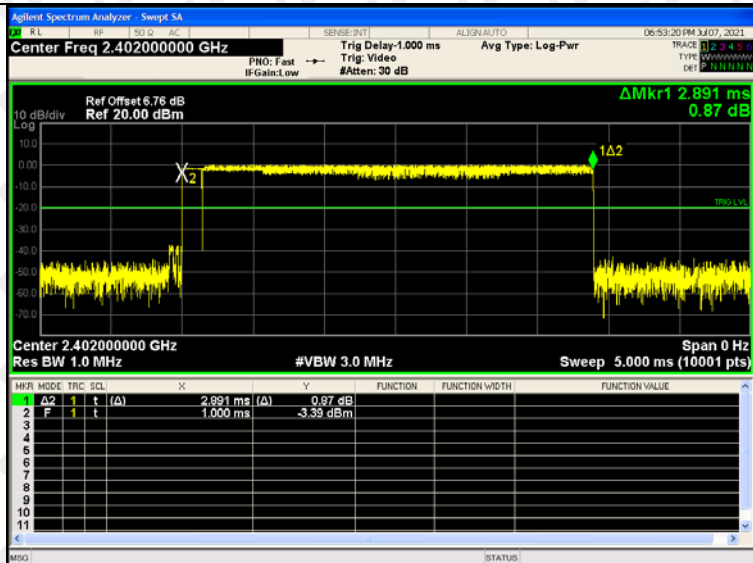 Agilent Spectrum Analyzer - Swept SA
RL RF 50 Ω AC SENSE:INT ALIGN AUTO 06:53:20 PM Jul 07, 2021
Center Freq 2.402000000 GHz
PNO: Fast
IFGain:Low
Trig Delay-1.000 ms
Trig: Video
#Atten: 30 dB
Avg Type: Log-Pwr
TRACE 1 2 3 4 5 6
TYPE WWWWWW
DET P N N N N N
ΔMkr1 2.891 ms
0.87 dB
Ref Offset 6.76 dB
10 dB/div Ref 20.00 dBm
Log
10.0
0.00
-10.0
-20.0
-30.0
-40.0
-50.0
-60.0
-70.0
1Δ2
X2
TRIG LVL
Center 2.402000000 GHz Span 0 Hz
Res BW 1.0 MHz #VBW 3.0 MHz Sweep 5.000 ms (10001 pts)
MKR MODE TRC SCL X Y FUNCTION FUNCTION WIDTH FUNCTION VALUE
1 Δ2 1 t (Δ) 2.891 ms (Δ) 0.87 dB
2 F 1 t 1.000 ms -3.39 dBm
3
4
5
6
7
8
9
10
11
MSG STATUS